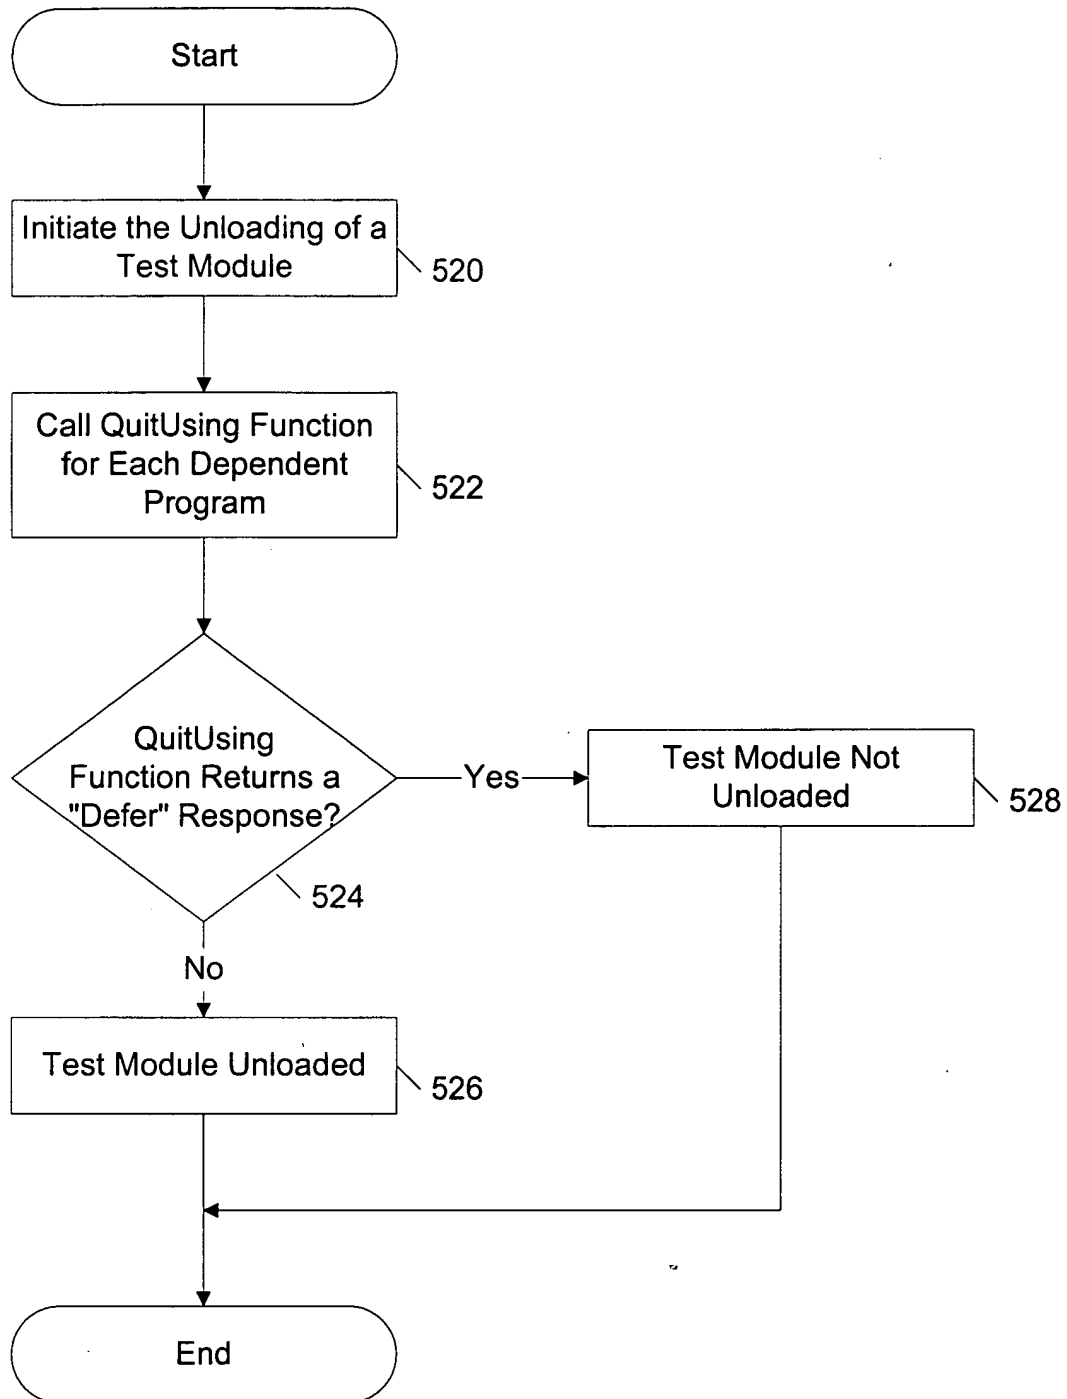 Start
Initiate the Unloading of a
Test Module
520
Call QuitUsing Function
for Each Dependent
Program
522
QuitUsing
Function Returns a
"Defer" Response?
524
Yes
Test Module Not
Unloaded
528
No
Test Module Unloaded
526
End